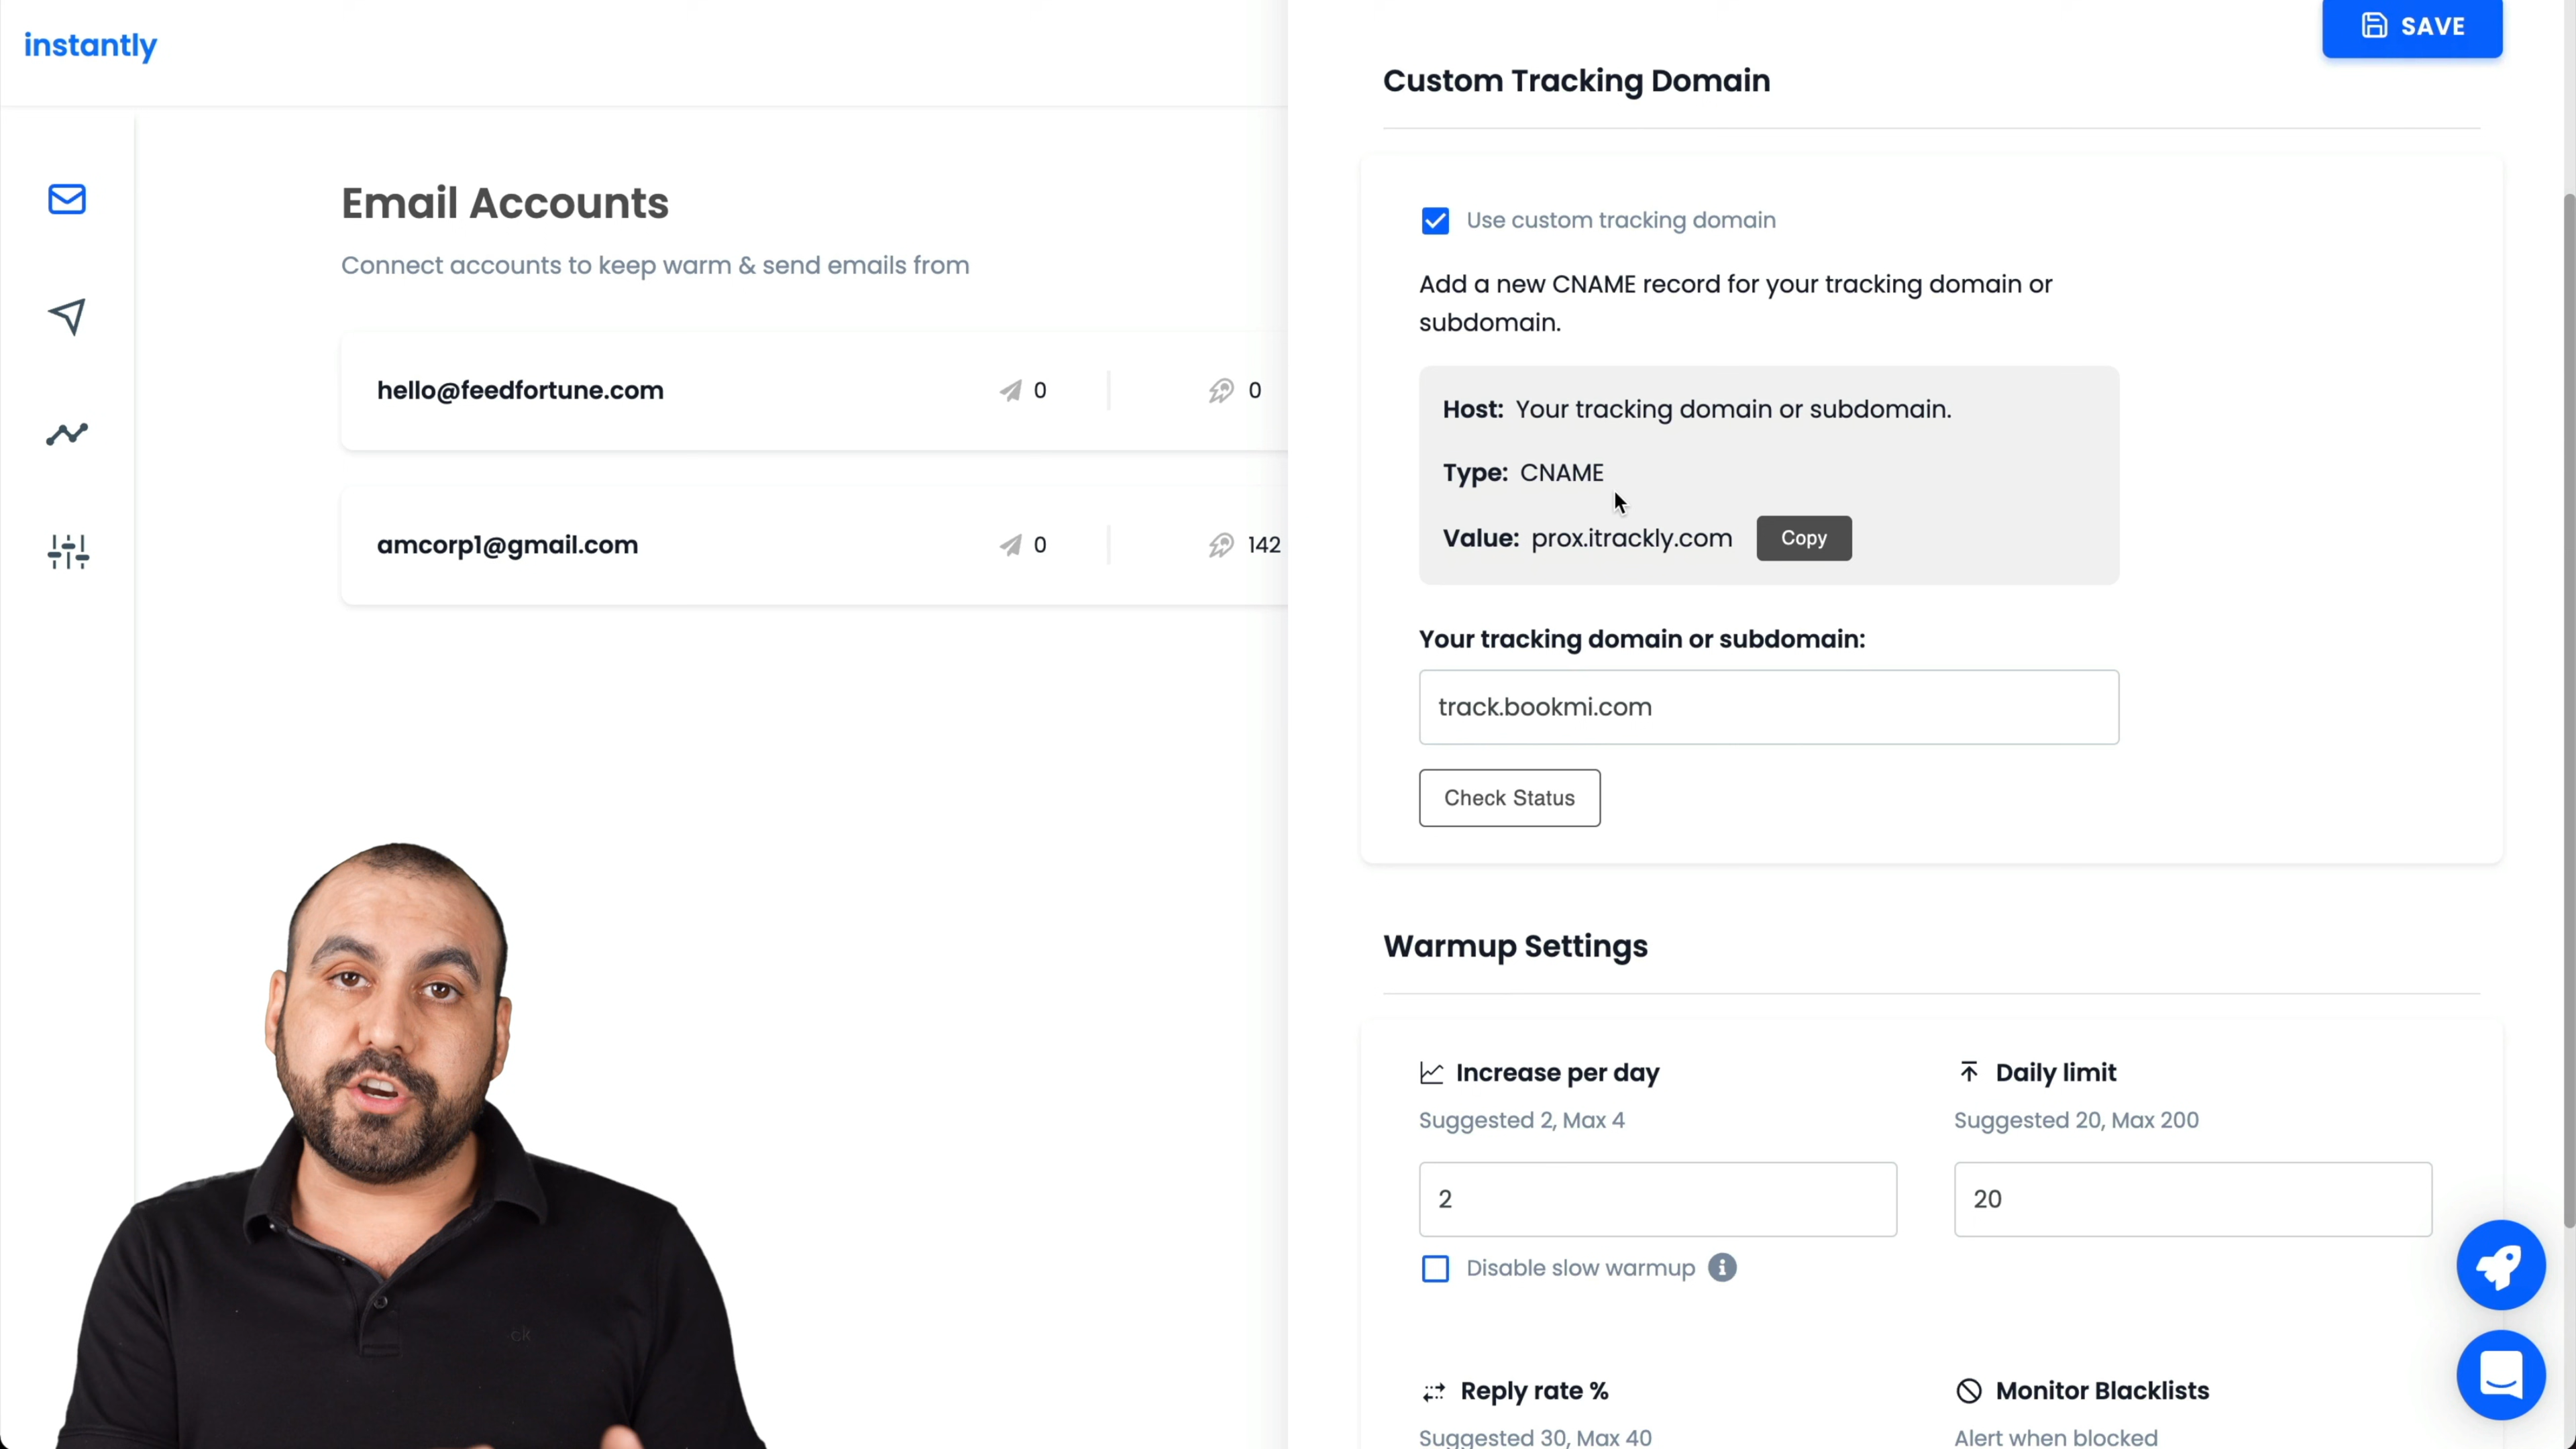 instantly
Email Accounts
Connect accounts to keep warm & send emails from
hello@feedfortune.com 0 0
amcorp1@gmail.com 0 142
SAVE
Custom Tracking Domain
Use custom tracking domain
Add a new CNAME record for your tracking domain or
subdomain.
Host: Your tracking domain or subdomain.
Type: CNAME
Value: prox.itrackly.com Copy
Your tracking domain or subdomain:
track.bookmi.com
Check Status
Warmup Settings
Increase per day
Suggested 2, Max 4
2
Disable slow warmup
Daily limit
Suggested 20, Max 200
20
Reply rate %
Suggested 30, Max 40
Monitor Blacklists
Alert when blocked
ck